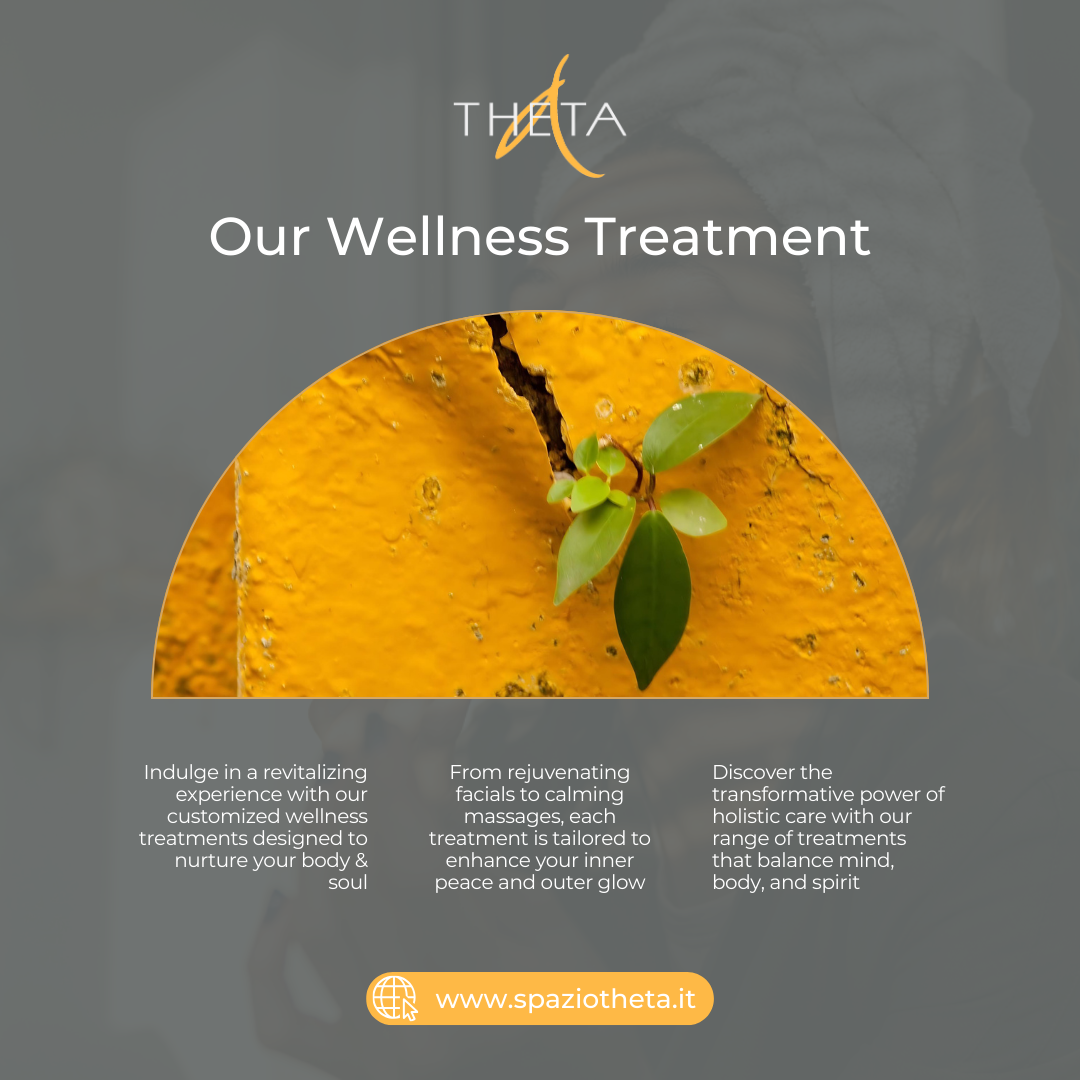 THETA
Our Wellness Treatment
Indulge in a revitalizing
experience with our
customized wellness
treatments designed to
nurture your body &
soul
From rejuvenating
facials to calming
massages, each
treatment is tailored to
enhance your inner
peace and outer glow
Discover the
transformative power of
holistic care with our
range of treatments
that balance mind,
body, and spirit
www.spaziotheta.it